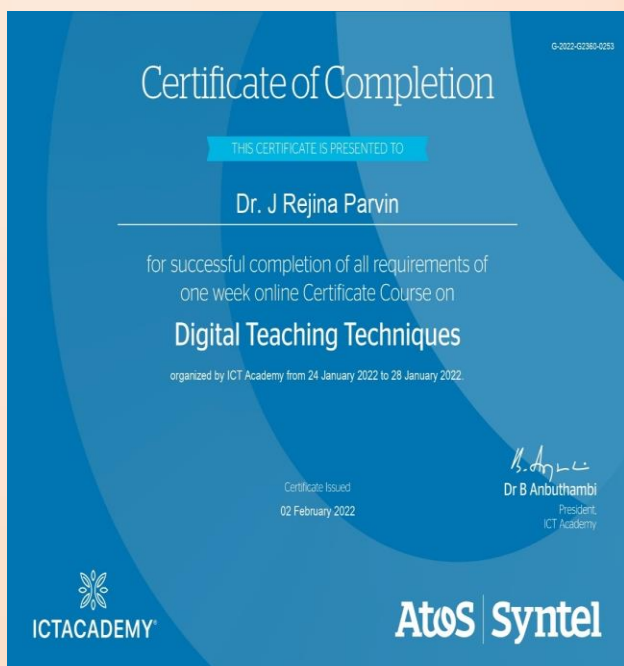 G-2022-G2360-0253
Certificate of Completion
THIS CERTIFICATE IS PRESENTED TO
Dr. J Rejina Parvin
for successful completion of all requirements of
one week online Certificate Course on
Digital Teaching Techniques
organized by ICT Academy from 24 January 2022 to 28 January 2022.
Certificate Issued
02 February 2022
Dr B Anbuthambi
President,
ICT Academy
ICTACADEMY®
Atos | Syntel